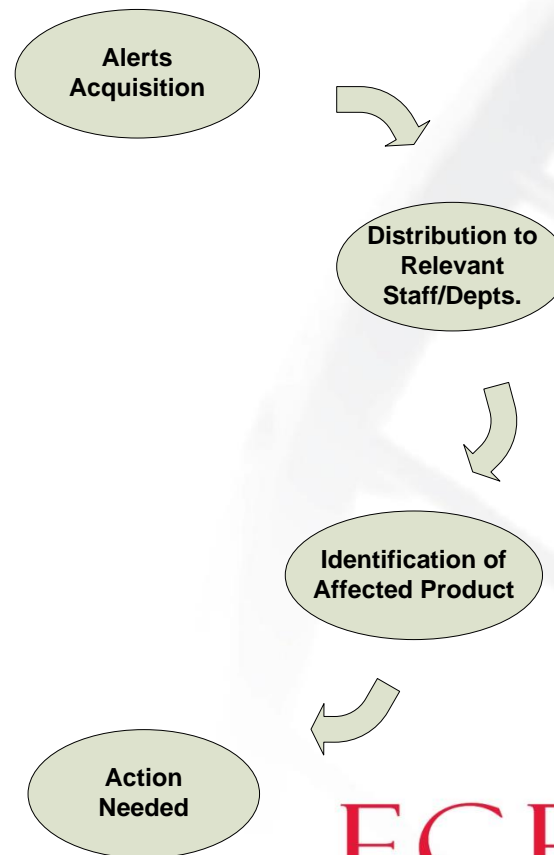 Alerts
Acquisition
Distribution to
Relevant
Staff/Depts.
Identification of
Affected Product
Action
Needed